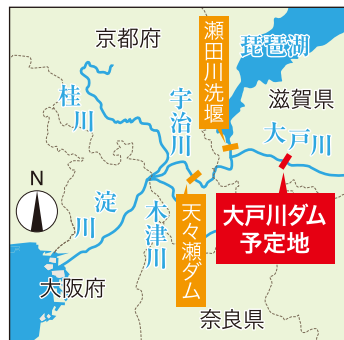 京都府
瀬田川洗堰
琵琶湖
滋賀県
桂川
宇治川
大戸川
N
淀川
木津川
天々瀬ダム
大戸川ダム
予定地
大阪府
奈良県